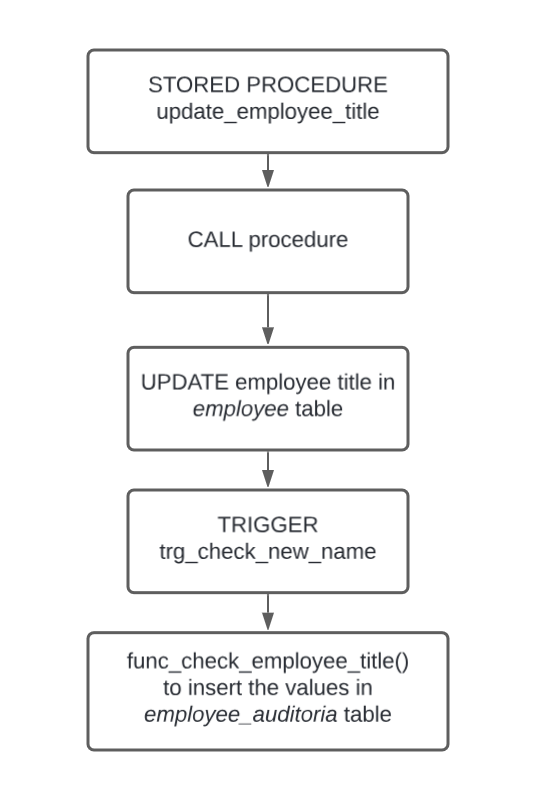 STORED PROCEDURE
update_employee_title
CALL procedure
UPDATE employee title in
employee table
TRIGGER
trg_check_new_name
func_check_employee_title()
to insert the values in
employee_auditoria table